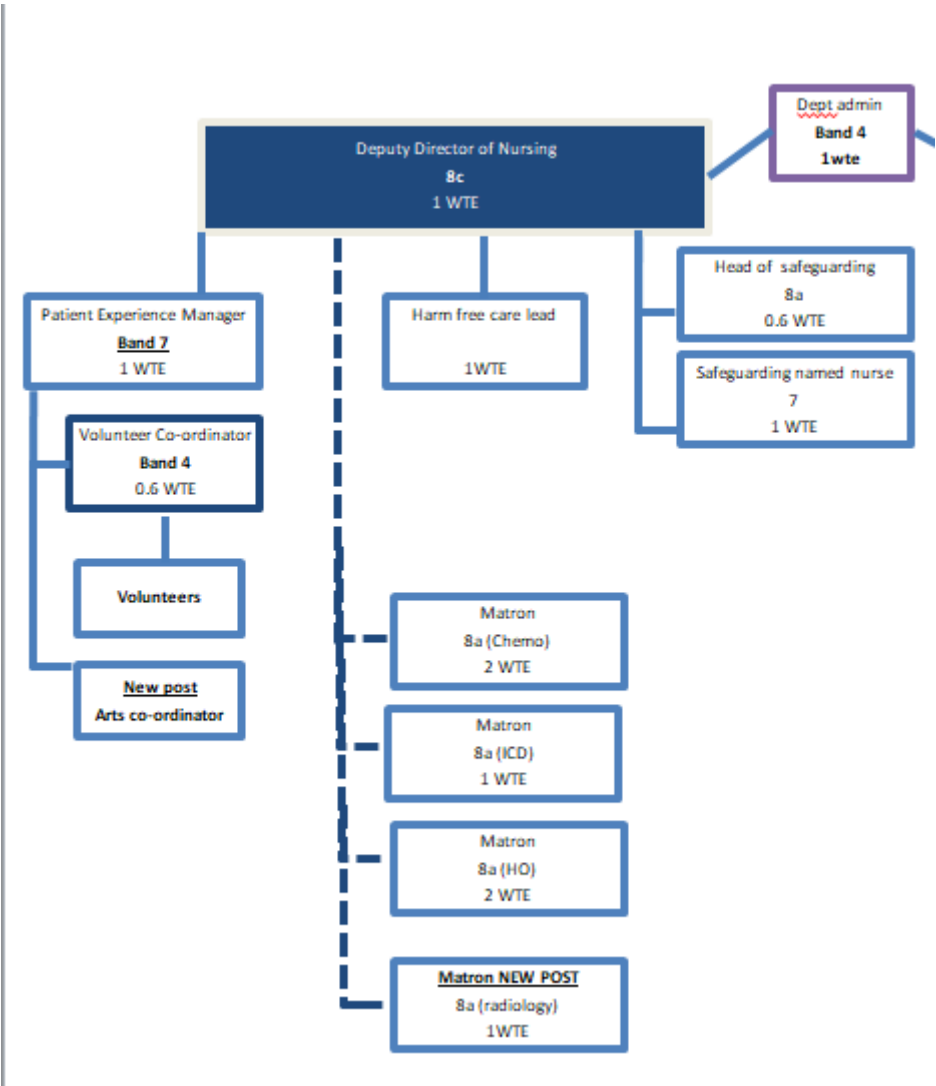 Dept admin
Band 4
1wte
Deputy Director of Nursing
8c
1 WTE
Head of safeguarding
8a
0.6 WTE
Patient Experience Manager
Band 7
1 WTE
Harm free care lead
1WTE
Safeguarding named nurse
7
1 WTE
Volunteer Co-ordinator
Band 4
0.6 WTE
Volunteers
New post
Arts co-ordinator
Matron
8a (Chemo)
2 WTE
Matron
8a (ICD)
1 WTE
Matron
8a (HO)
2 WTE
Matron NEW POST
8a (radiology)
1WTE